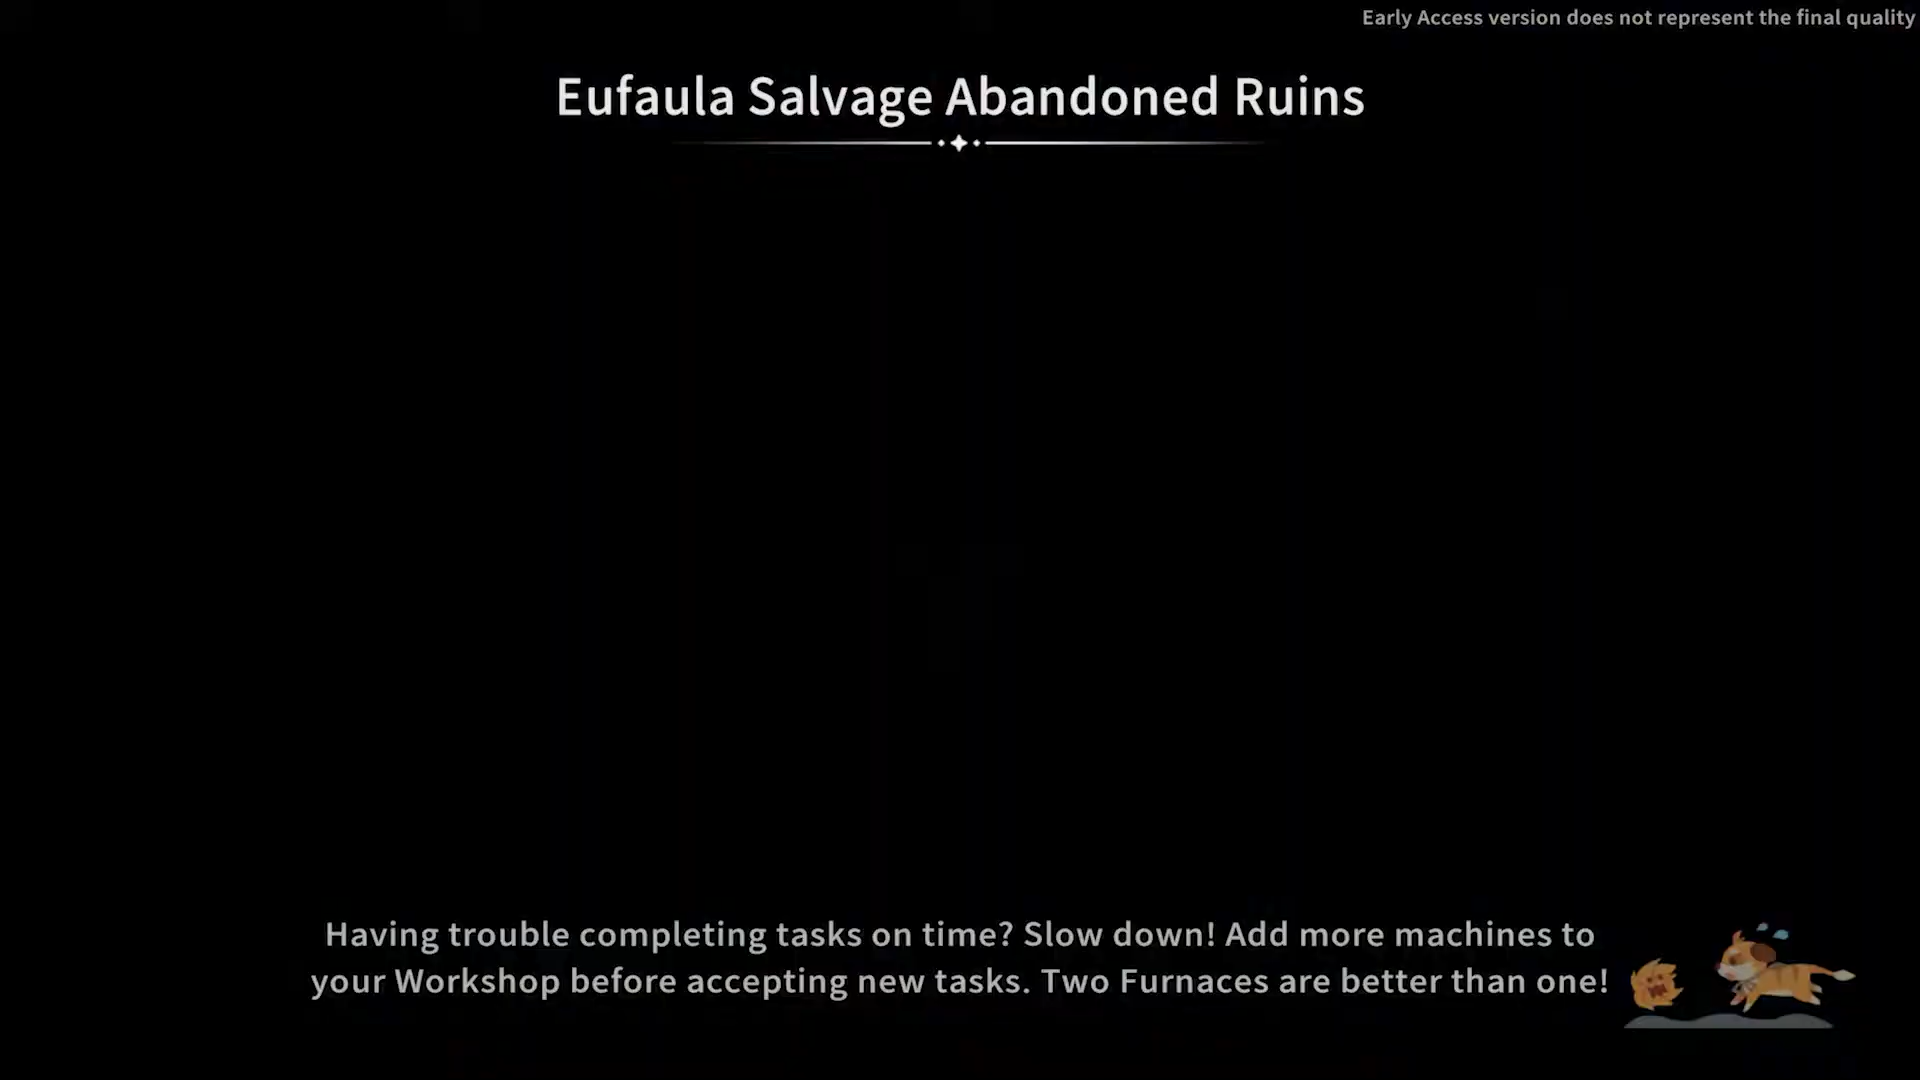 Early Access version does not represent the final quality
Eufaula Salvage Abandoned Ruins
Having trouble completing tasks on time? Slow down! Add more machines to
your Workshop before accepting new tasks. Two Furnaces are better than one!